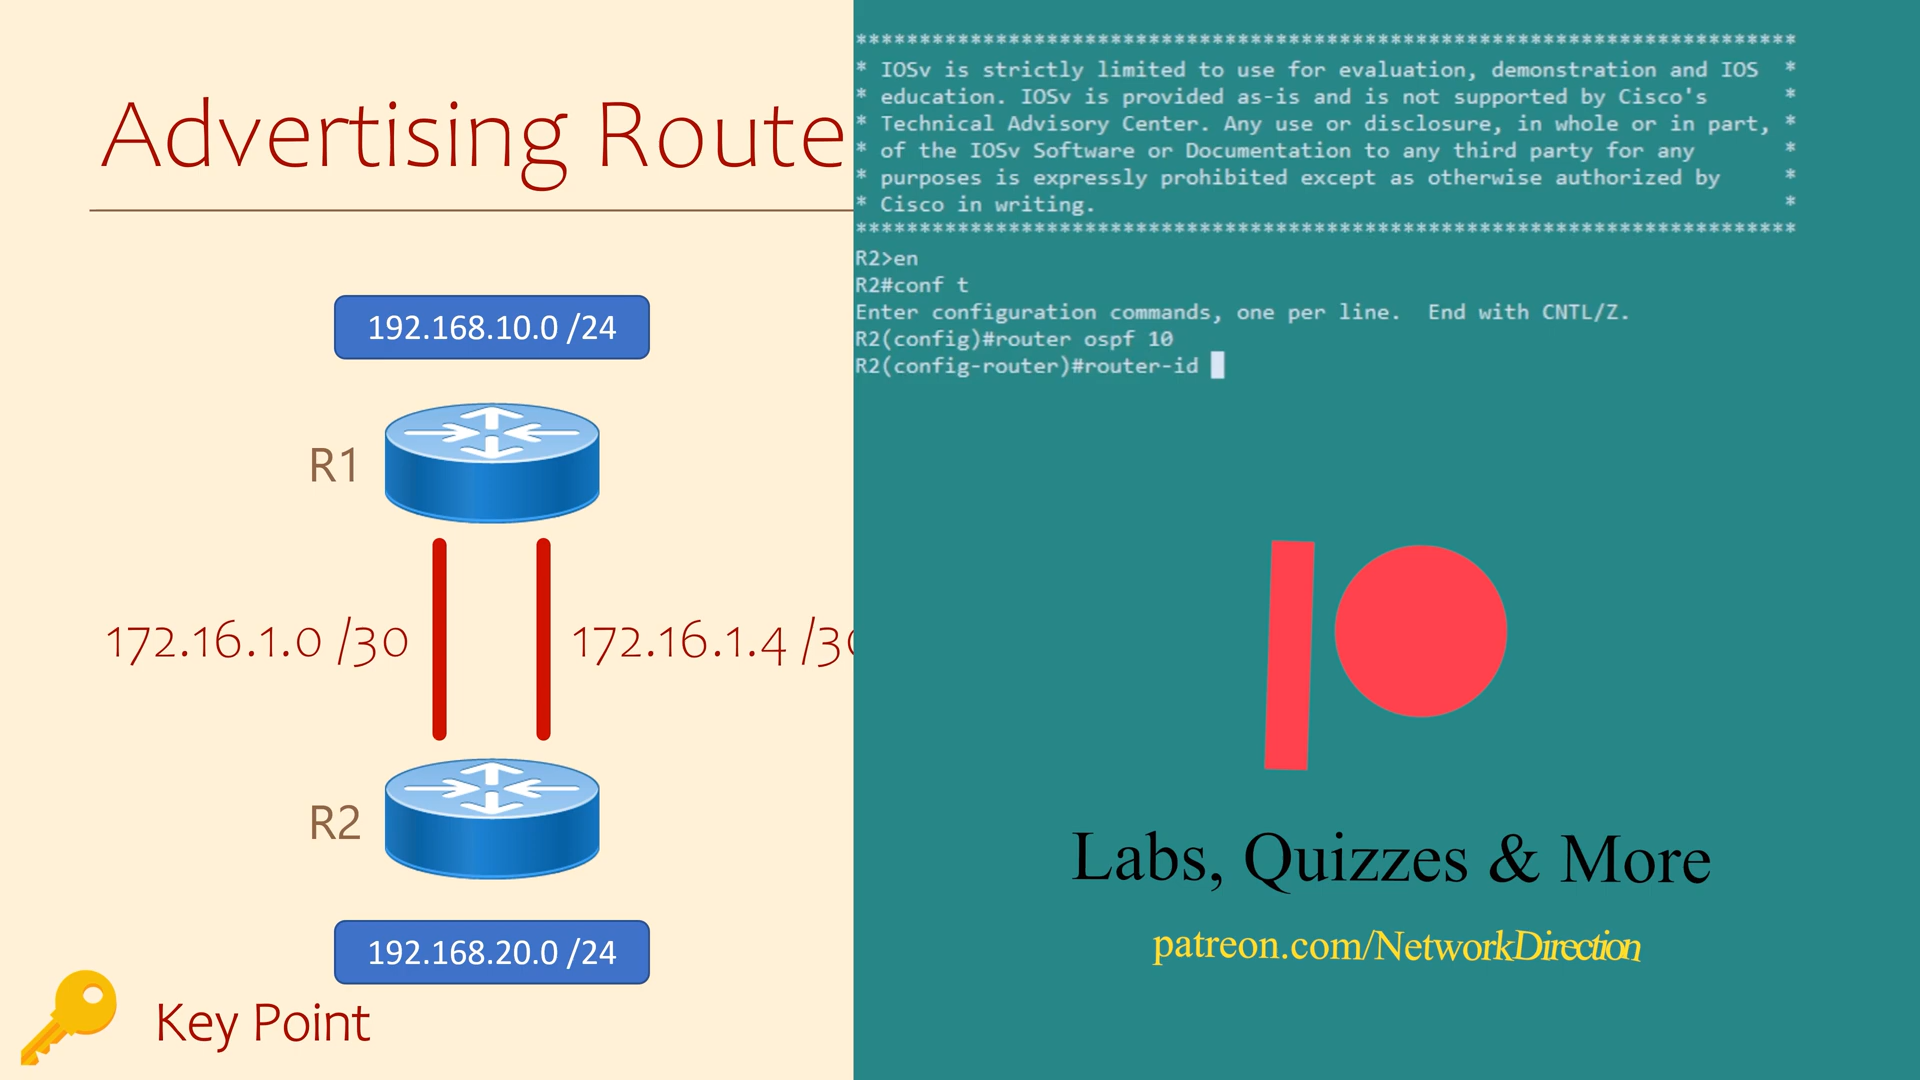 Advertising Route
192.168.10.0 /24
R1
172.16.1.0 /30
172.16.1.4 /30
R2
192.168.20.0 /24
Key Point
******************************************************************************
* IOSv is strictly limited to use for evaluation, demonstration and IOS *
* education. IOSv is provided as-is and is not supported by Cisco's *
* Technical Advisory Center. Any use or disclosure, in whole or in part, *
* of the IOSv Software or Documentation to any third party for any *
* purposes is expressly prohibited except as otherwise authorized by *
* Cisco in writing. *
******************************************************************************
R2>en
R2#conf t
Enter configuration commands, one per line. End with CNTL/Z.
R2(config)#router ospf 10
R2(config-router)#router-id
Labs, Quizzes & More
patreon.com/NetworkDirection